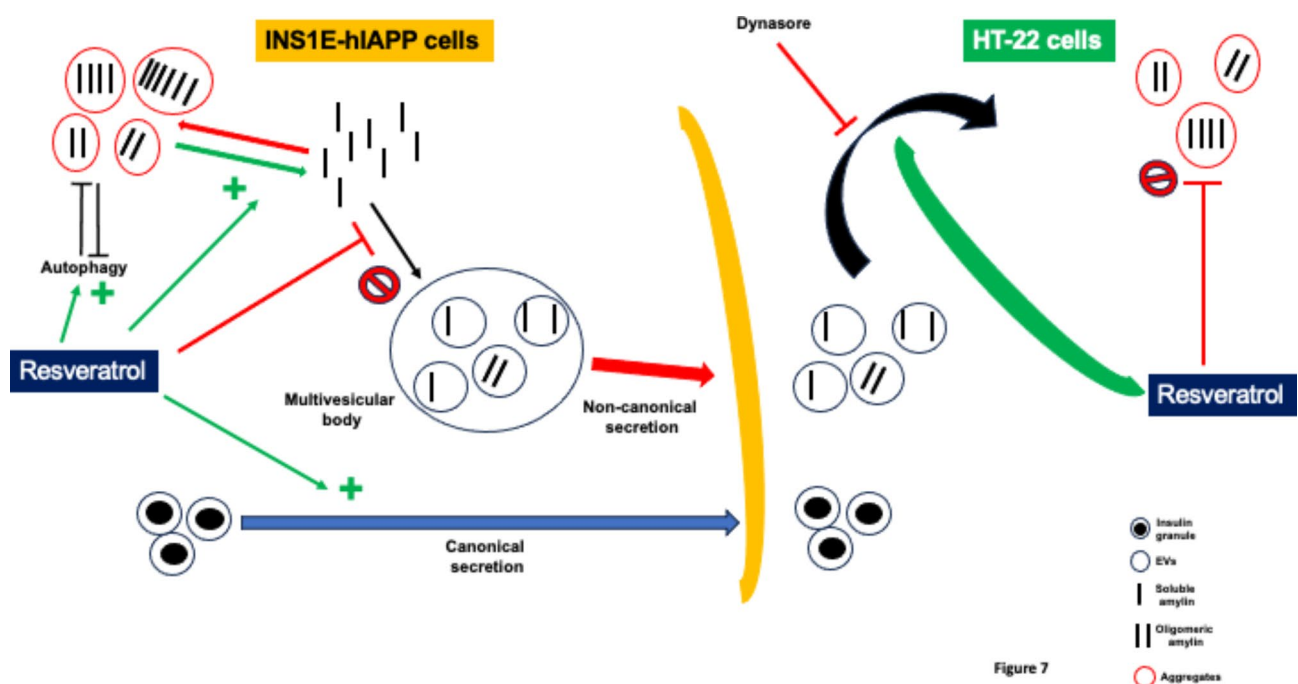 INS1E-hIAPP cells
Dynasore
HT-22 cells
+
Autophagy
+
Resveratrol
Multivesicular
body
Non-canonical
secretion
Resveratrol
+
Canonical
secretion
Insulin
granule
EVs
Soluble
amylin
Oligomeric
amylin
Aggregates
Figure 7